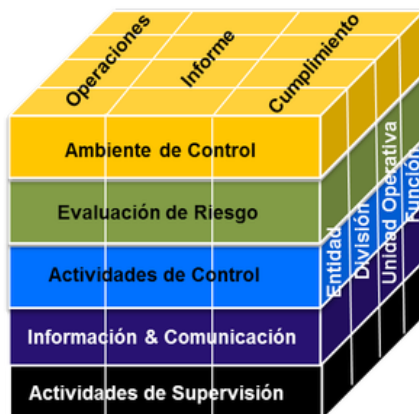 Operaciones
Informe
Cumplimiento
Ambiente de Control
Evaluación de Riesgo
Actividades de Control
Información & Comunicación
Actividades de Supervisión
Entidad
División
Unidad Operativa
Función